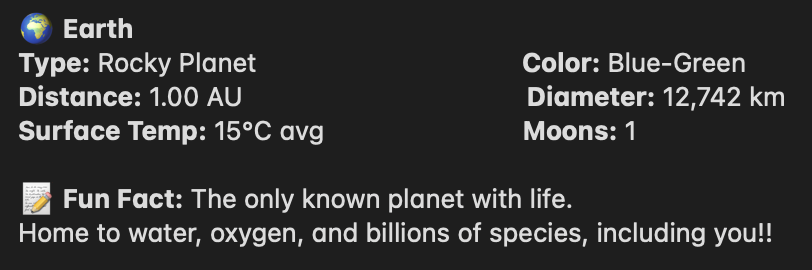 🌍 Earth
Type: Rocky Planet Color: Blue-Green
Distance: 1.00 AU Diameter: 12,742 km
Surface Temp: 15°C avg Moons: 1
📝 Fun Fact: The only known planet with life.
Home to water, oxygen, and billions of species, including you!!